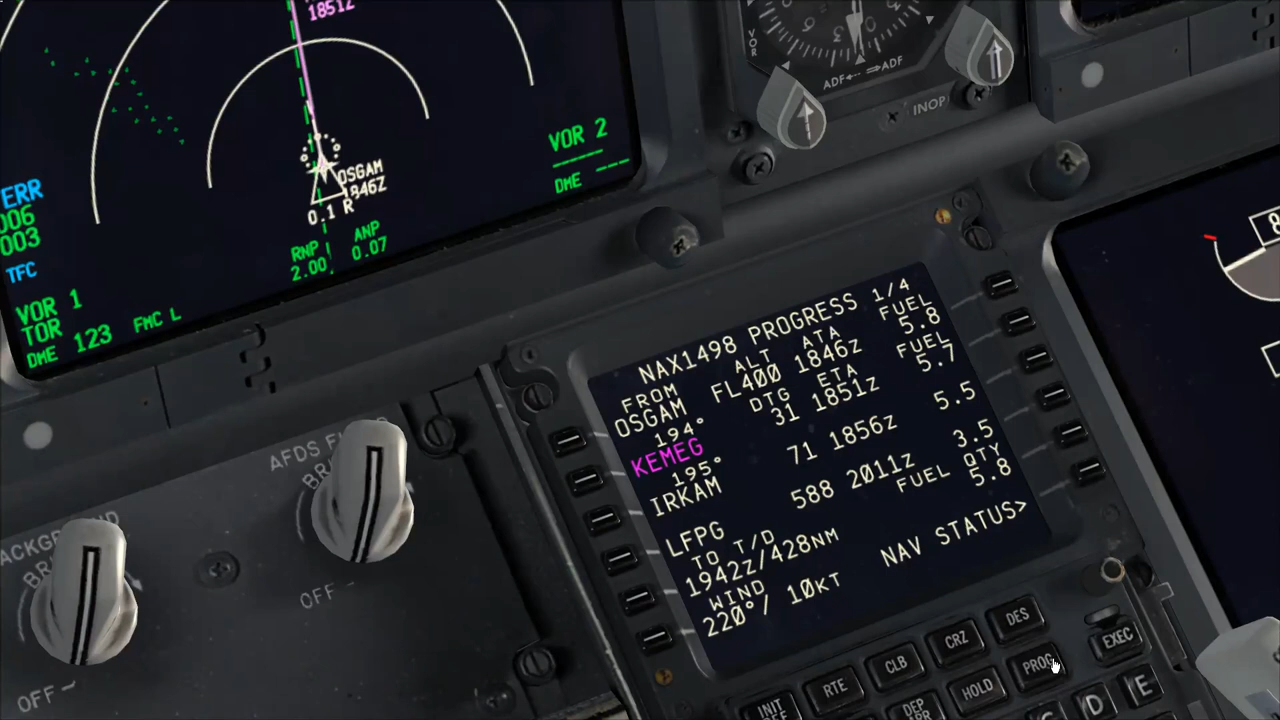 1851Z
OSGAM
1846Z
0.1 R
RNP
2.00
ANP
0.07
ERR
006
003
TFC
VOR 1
TOR
DME 123
FMC L
VOR 2
------
DME ---
VOR
ADF← →ADF
INOP
NAX1498 PROGRESS 1/4
FROM ALT ATA FUEL
OSGAM FL400 1846z 5.8
194° DTG ETA FUEL
KEMEG 31 1851z 5.7
195°
IRKAM 71 1856z 5.5
LFPG 588 2011z 3.5
TO T/D FUEL QTY
1942z/428NM 5.8
WIND
220°/ 10KT NAV STATUS>
AFDS
OFF
OFF
INIT
RTE
CLB
CRZ
DES
DEP
HOLD
PROG
EXEC
D
E